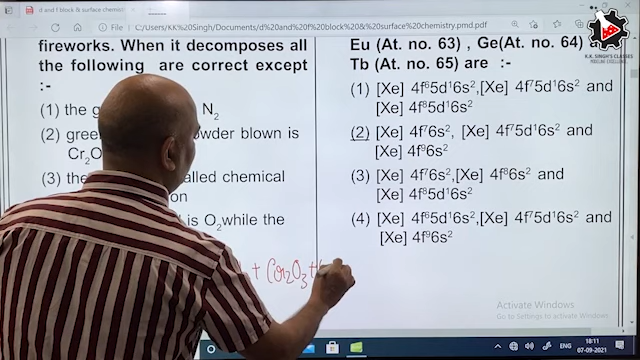 d and f block & surface chemistry
File
C:/Users/KK%20Singh/Documents/d%20and%20f%20block%20&%20surface%20chemistry.pmd.pdf
K.K. SINGH'S CLASSES
fireworks. When it decomposes all
the following are correct except
:-
(1) the g N₂
(2) gree wder blown is
Cr₂O
(3) the alled chemical
on
is O₂while the
+ Cr₂O₃ +
Eu (At. no. 63) , Ge(At. no. 64)
Tb (At. no. 65) are :-
(1) [Xe] 4f⁶5d¹6s²,[Xe] 4f⁷5d¹6s² and
[Xe] 4f⁸5d¹6s²
(2) [Xe] 4f⁷6s², [Xe] 4f⁷5d¹6s² and
[Xe] 4f⁹6s²
(3) [Xe] 4f⁷6s²,[Xe] 4f⁸6s² and
[Xe] 4f⁸5d¹6s²
(4) [Xe] 4f⁶5d¹6s²,[Xe] 4f⁷5d¹6s² and
[Xe] 4f⁹6s²
Activate Windows
Go to Settings to activate Windows
ENG
18:11
07-09-2021